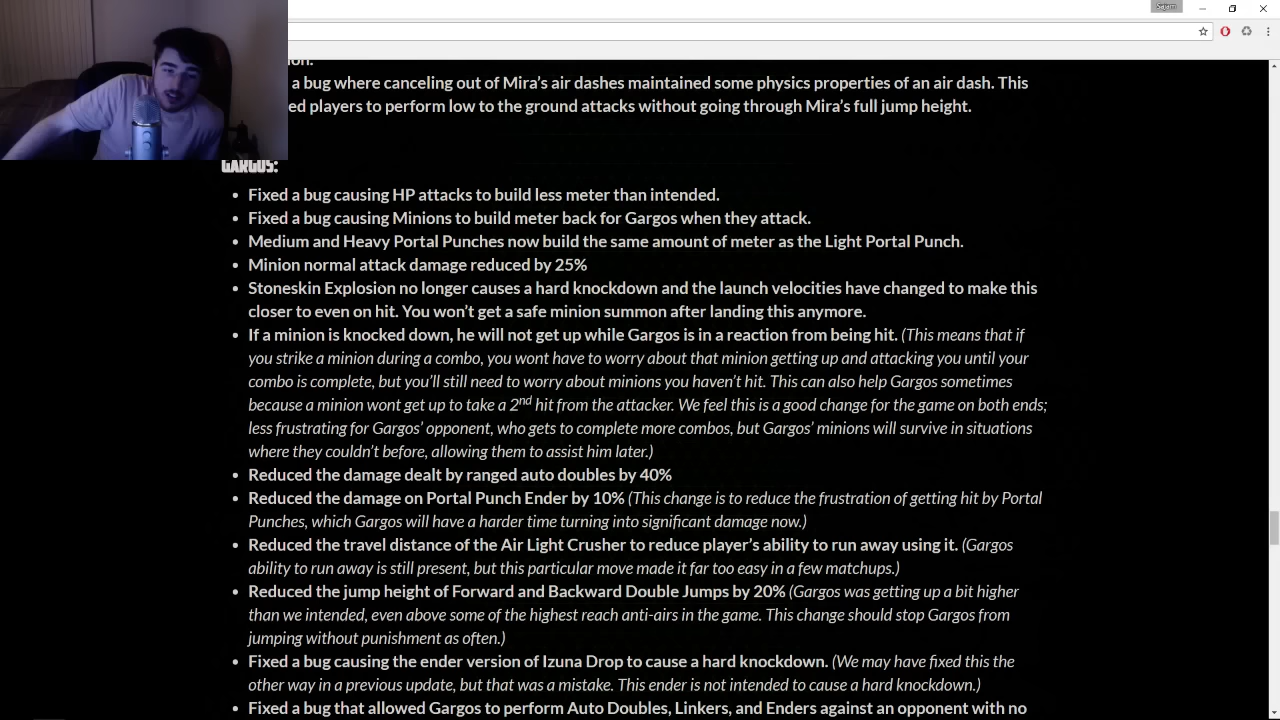 Sajam
ion.
a bug where canceling out of Mira's air dashes maintained some physics properties of an air dash. This
ed players to perform low to the ground attacks without going through Mira's full jump height.
GARGOS:
• Fixed a bug causing HP attacks to build less meter than intended.
• Fixed a bug causing Minions to build meter back for Gargos when they attack.
• Medium and Heavy Portal Punches now build the same amount of meter as the Light Portal Punch.
• Minion normal attack damage reduced by 25%
• Stoneskin Explosion no longer causes a hard knockdown and the launch velocities have changed to make this
closer to even on hit. You won't get a safe minion summon after landing this anymore.
• If a minion is knocked down, he will not get up while Gargos is in a reaction from being hit. (This means that if
you strike a minion during a combo, you wont have to worry about that minion getting up and attacking you until your
combo is complete, but you'll still need to worry about minions you haven't hit. This can also help Gargos sometimes
because a minion wont get up to take a 2nd hit from the attacker. We feel this is a good change for the game on both ends;
less frustrating for Gargos' opponent, who gets to complete more combos, but Gargos' minions will survive in situations
where they couldn't before, allowing them to assist him later.)
• Reduced the damage dealt by ranged auto doubles by 40%
• Reduced the damage on Portal Punch Ender by 10% (This change is to reduce the frustration of getting hit by Portal
Punches, which Gargos will have a harder time turning into significant damage now.)
• Reduced the travel distance of the Air Light Crusher to reduce player's ability to run away using it. (Gargos
ability to run away is still present, but this particular move made it far too easy in a few matchups.)
• Reduced the jump height of Forward and Backward Double Jumps by 20% (Gargos was getting up a bit higher
than we intended, even above some of the highest reach anti-airs in the game. This change should stop Gargos from
jumping without punishment as often.)
• Fixed a bug causing the ender version of Izuna Drop to cause a hard knockdown. (We may have fixed this the
other way in a previous update, but that was a mistake. This ender is not intended to cause a hard knockdown.)
• Fixed a bug that allowed Gargos to perform Auto Doubles, Linkers, and Enders against an opponent with no